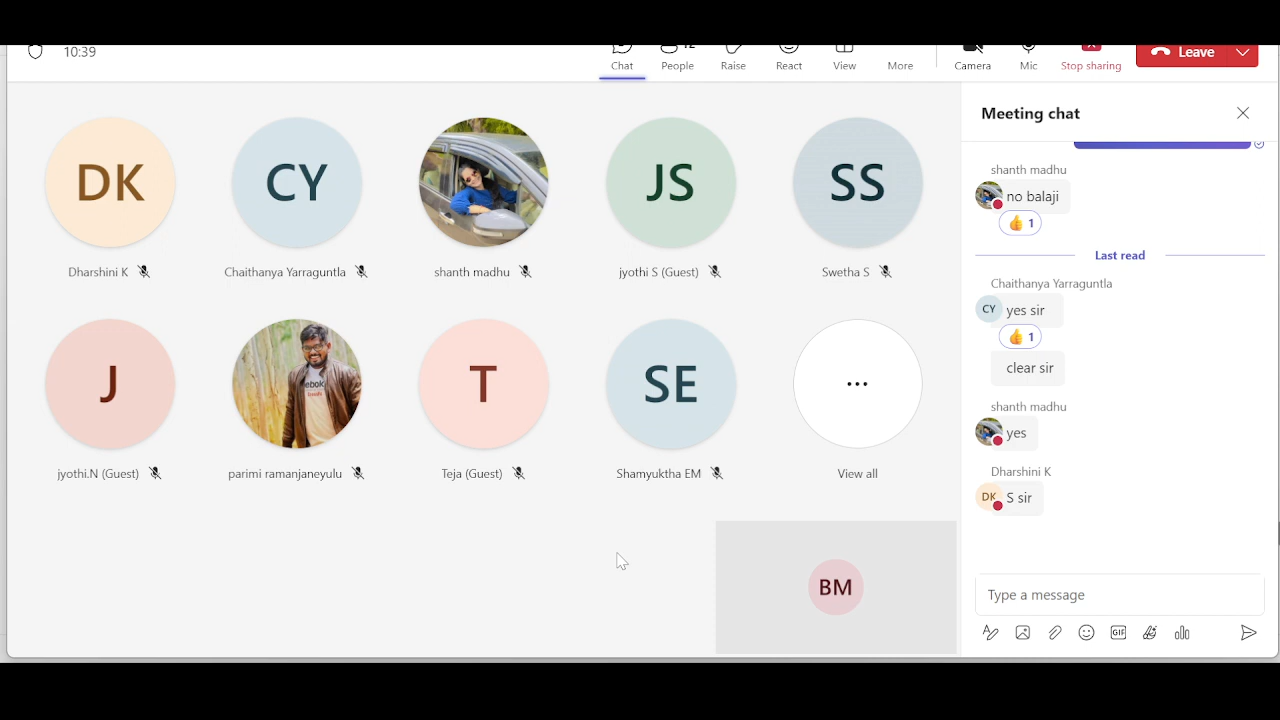 10:39
Chat
People
Raise
React
View
More
Camera
Mic
Stop sharing
Leave
DK
CY
JS
SS
Dharshini K
Chaithanya Yarraguntla
shanth madhu
jyothi S (Guest)
Swetha S
J
T
SE
...
jyothi.N (Guest)
parimi ramanjaneyulu
Teja (Guest)
Shamyuktha EM
View all
BM
Meeting chat
shanth madhu
no balaji
1
Last read
Chaithanya Yarraguntla
CY
yes sir
1
clear sir
shanth madhu
yes
Dharshini K
DK
S sir
Type a message
GIF